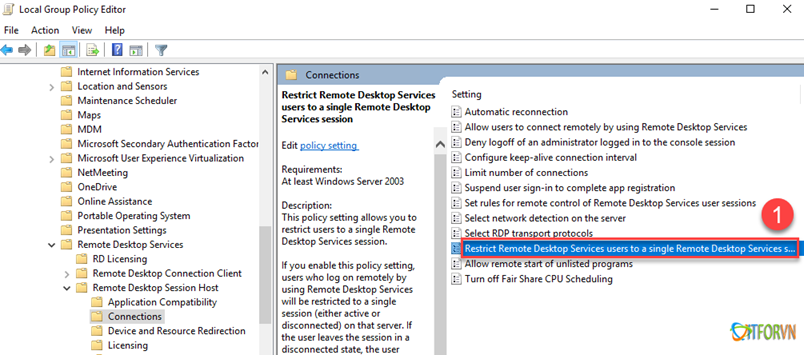 Local Group Policy Editor
File Action View Help
Internet Information Services
Location and Sensors
Maintenance Scheduler
Maps
MDM
Microsoft Secondary Authentication Factor
Microsoft User Experience Virtualization
NetMeeting
OneDrive
Online Assistance
Portable Operating System
Presentation Settings
Remote Desktop Services
RD Licensing
Remote Desktop Connection Client
Remote Desktop Session Host
Application Compatibility
Connections
Device and Resource Redirection
Licensing
Connections
Restrict Remote Desktop Services
users to a single Remote Desktop
Services session
Edit policy setting.
Requirements:
At least Windows Server 2003
Description:
This policy setting allows you to
restrict users to a single Remote
Desktop Services session.
If you enable this policy setting,
users who log on remotely by
using Remote Desktop Services
will be restricted to a single
session (either active or
disconnected) on that server. If
the user leaves the session in a
disconnected state, the user
Setting
Automatic reconnection
Allow users to connect remotely by using Remote Desktop Services
Deny logoff of an administrator logged in to the console session
Configure keep-alive connection interval
Limit number of connections
Suspend user sign-in to complete app registration
Set rules for remote control of Remote Desktop Services user sessions
Select network detection on the server
Select RDP transport protocols
1
Restrict Remote Desktop Services users to a single Remote Desktop Services s...
Allow remote start of unlisted programs
Turn off Fair Share CPU Scheduling
ITFORVN